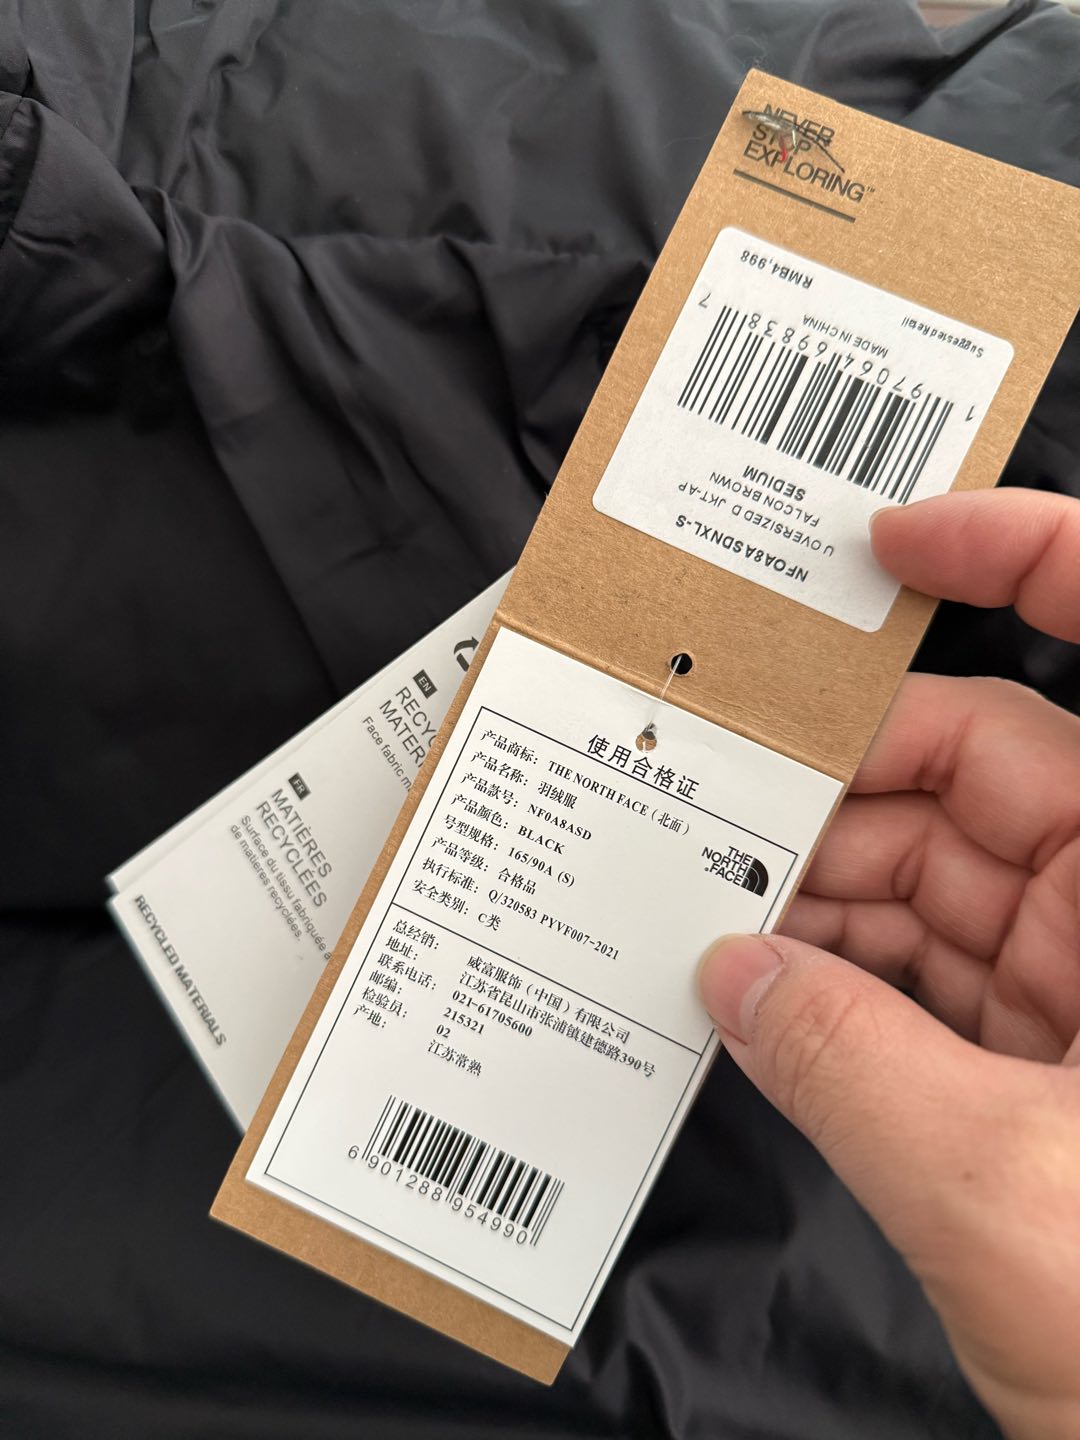 NEVER
STOP
EXPLORING™
NF0A8ASDNXL-S
U OVERSIZED D JKT-AP
FALCON BROWN
SEDIUM
1 97064 69838 7
MADE IN CHINA
Suggested Retail
RMB4,998
使用合格证
产品商标： THE NORTH FACE（北面）
产品名称： 羽绒服
产品款号： NF0A8ASD
产品颜色： BLACK
号型规格： 165/90A (S)
产品等级： 合格品
执行标准： Q/320583 PYVF007-2021
安全类别： C类
THE
NORTH
FACE
总经销： 威富服饰（中国）有限公司
地址： 江苏省昆山市张浦镇建德路390号
联系电话： 021-61705600
邮编： 215321
检验员： 02
产地： 江苏常熟
6 901288 954990
EN
RECY
MATER
Face fabric m
FR
MATIÈRES
RECYCLÉES
Surface du tissu fabriquée à
de matières recyclées.
RECYCLED MATERIALS